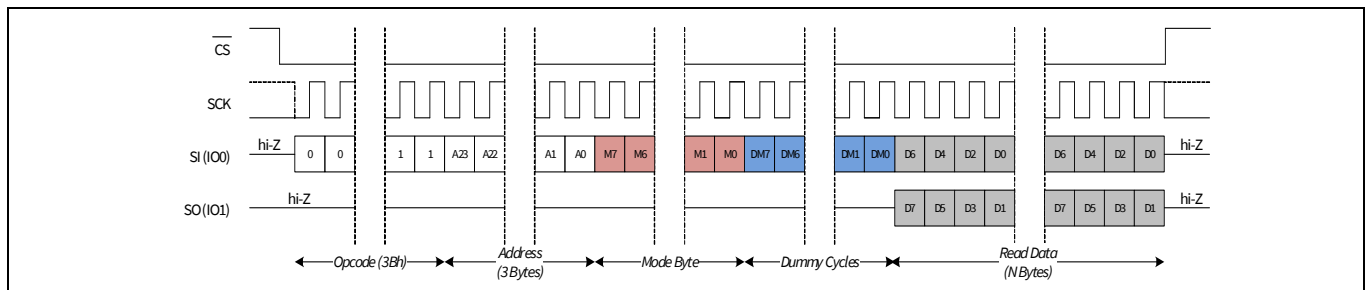 CS
SCK
hi-Z
SI (IO0) 0 0 1 1 A23 A22 A1 A0 M7 M6 M1 M0 DM7 DM6 DM1 DM0 D6 D4 D2 D0 D6 D4 D2 D0 hi-Z
hi-Z
SO (IO1) D7 D5 D3 D1 D7 D5 D3 D1 hi-Z
Opcode (3Bh) Address Mode Byte Dummy Cycles Read Data
(3 Bytes) (N Bytes)